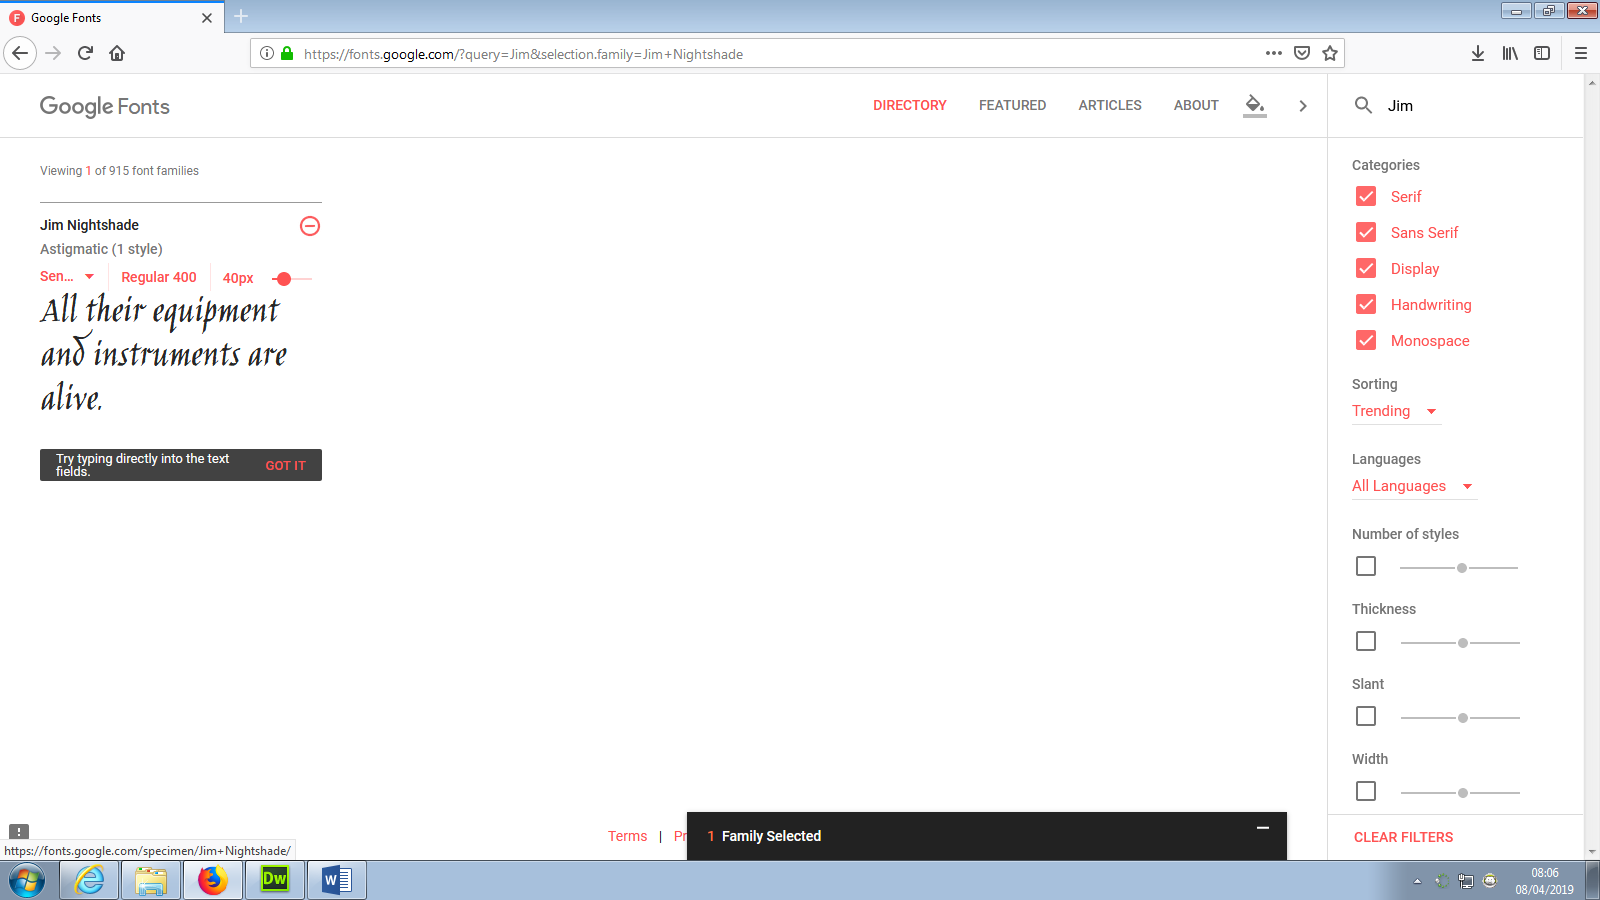 Google Fonts
https://fonts.google.com/?query=Jim&selection.family=Jim+Nightshade
Google Fonts
DIRECTORY
FEATURED
ARTICLES
ABOUT
Jim
Viewing 1 of 915 font families
Jim Nightshade
Astigmatic (1 style)
Sen...
Regular 400
40px
All their equipment
and instruments are
alive.
Try typing directly into the text
fields.
GOT IT
Categories
Serif
Sans Serif
Display
Handwriting
Monospace
Sorting
Trending
Languages
All Languages
Number of styles
Thickness
Slant
Width
CLEAR FILTERS
Terms | Pr
1 Family Selected
https://fonts.google.com/specimen/Jim+Nightshade/
Dw
W
08:06
08/04/2019